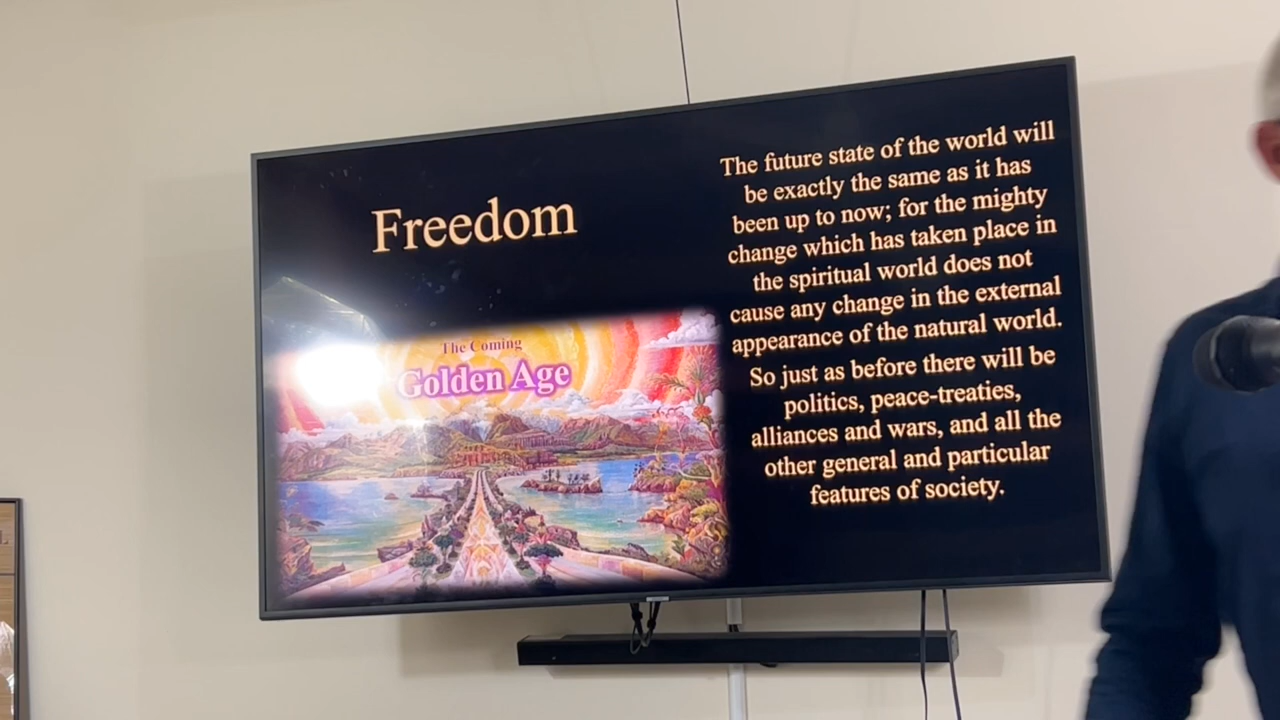 Freedom
The Coming
Golden Age
The future state of the world will
be exactly the same as it has
been up to now; for the mighty
change which has taken place in
the spiritual world does not
cause any change in the external
appearance of the natural world.
So just as before there will be
politics, peace-treaties,
alliances and wars, and all the
other general and particular
features of society.